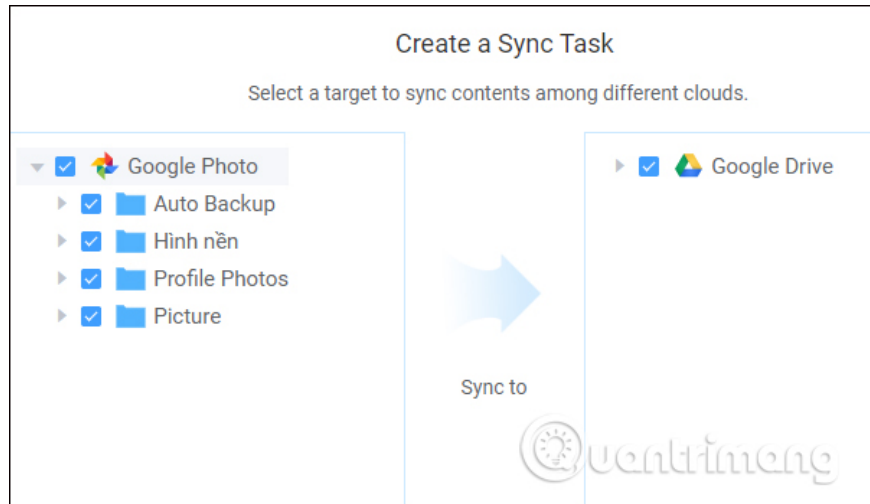 Create a Sync Task
Select a target to sync contents among different clouds.
Google Photo
Auto Backup
Hình nền
Profile Photos
Picture
Sync to
Google Drive
Quantrimang